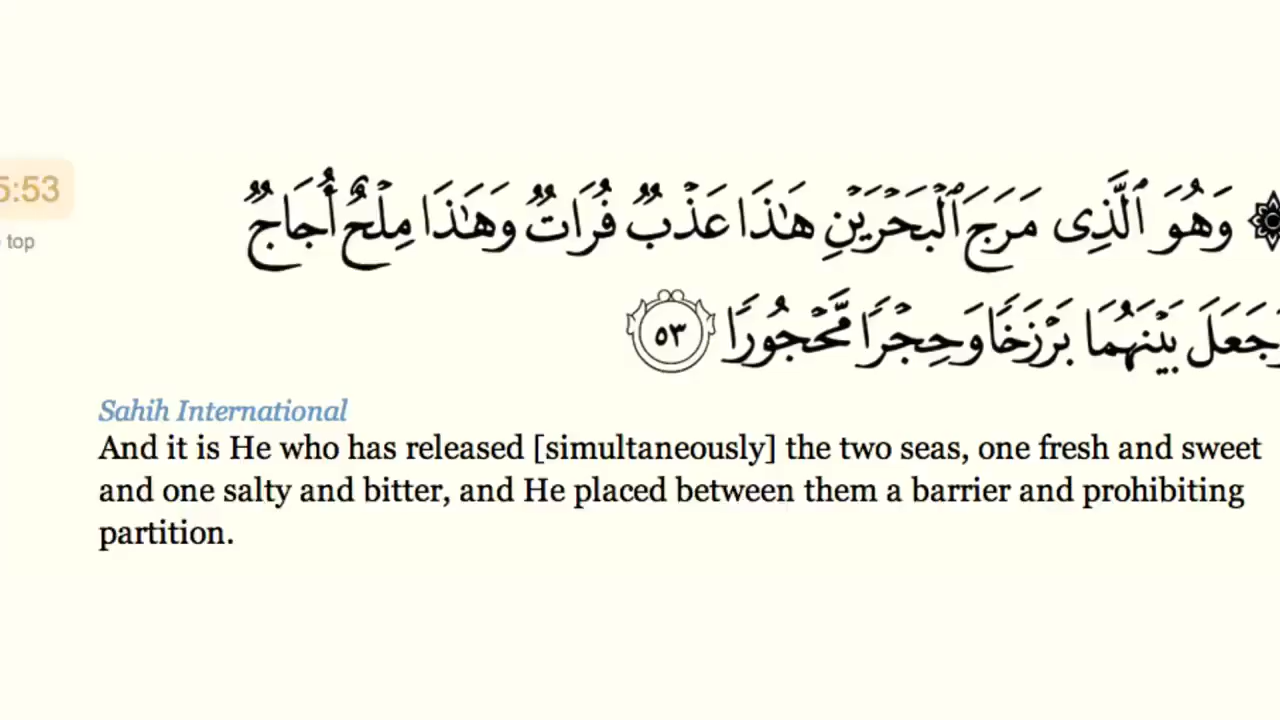 5:53
top
۞ وَهُوَ ٱلَّذِى مَرَجَ ٱلْبَحْرَيْنِ هَـٰذَا عَذْبٌ فُرَاتٌ وَهَـٰذَا مِلْحٌ أُجَاجٌ
وَجَعَلَ بَيْنَهُمَا بَرْزَخًا وَحِجْرًا مَّحْجُورًا ٥٣
Sahih International
And it is He who has released [simultaneously] the two seas, one fresh and sweet
and one salty and bitter, and He placed between them a barrier and prohibiting
partition.